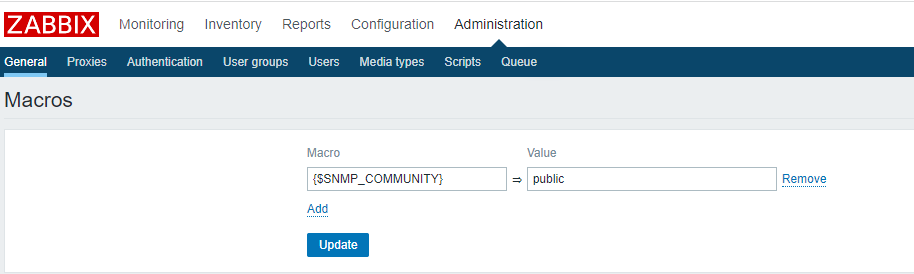 ZABBIX Monitoring Inventory Reports Configuration Administration
General Proxies Authentication User groups Users Media types Scripts Queue
Macros
Macro Value
{$SNMP_COMMUNITY} ⇒ public Remove
Add
Update